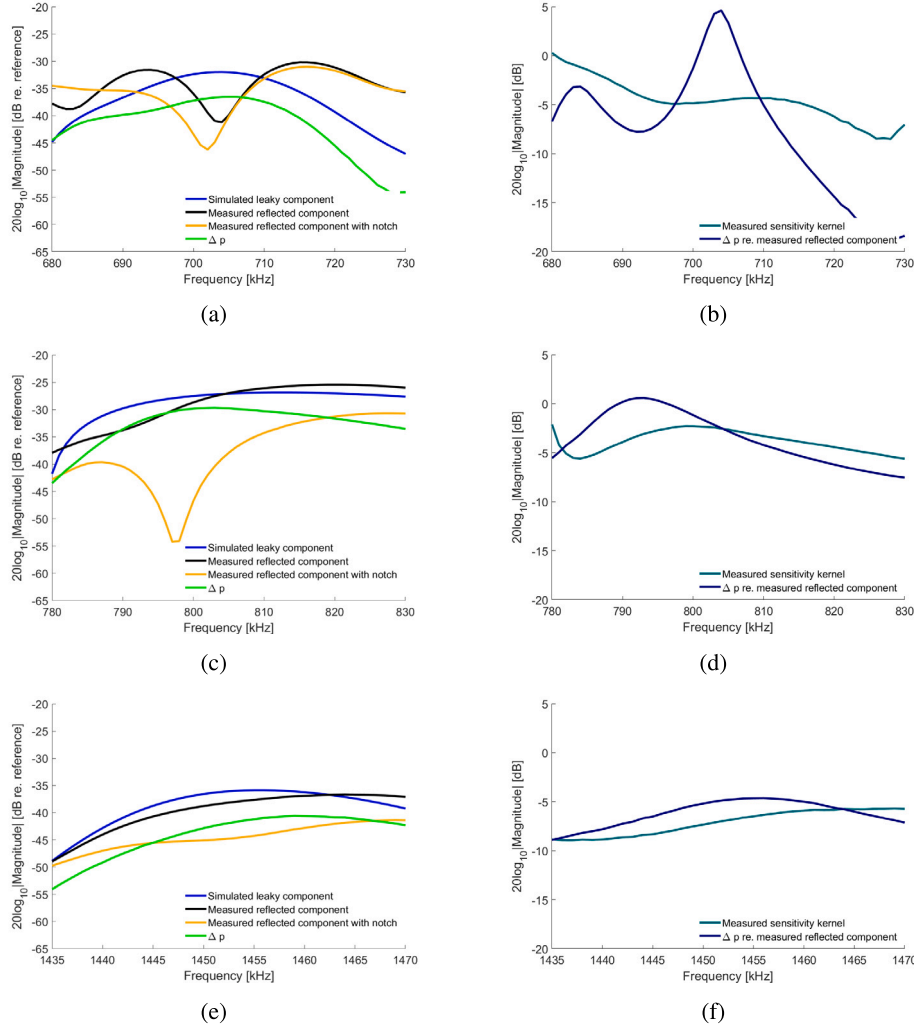 20log10|Magnitude| [dB re. reference]
-20
-25
-30
-35
-40
-45
-50
-55
-60
-65
Simulated leaky component
Measured reflected component
Measured reflected component with notch
Δ p
680 690 700 710 720 730
Frequency [kHz]
(a)
20log10|Magnitude| [dB]
5
0
-5
-10
-15
-20
Measured sensitivity kernel
Δ p re. measured reflected component
680 690 700 710 720 730
Frequency [kHz]
(b)
20log10|Magnitude| [dB re. reference]
-20
-25
-30
-35
-40
-45
-50
-55
-60
-65
Simulated leaky component
Measured reflected component
Measured reflected component with notch
Δ p
780 790 800 810 820 830
Frequency [kHz]
(c)
20log10|Magnitude| [dB]
5
0
-5
-10
-15
-20
Measured sensitivity kernel
Δ p re. measured reflected component
780 790 800 810 820 830
Frequency [kHz]
(d)
20log10|Magnitude| [dB re. reference]
-20
-25
-30
-35
-40
-45
-50
-55
-60
-65
Simulated leaky component
Measured reflected component
Measured reflected component with notch
Δ p
1435 1440 1445 1450 1455 1460 1465 1470
Frequency [kHz]
(e)
20log10|Magnitude| [dB]
5
0
-5
-10
-15
-20
Measured sensitivity kernel
Δ p re. measured reflected component
1435 1440 1445 1450 1455 1460 1465 1470
Frequency [kHz]
(f)